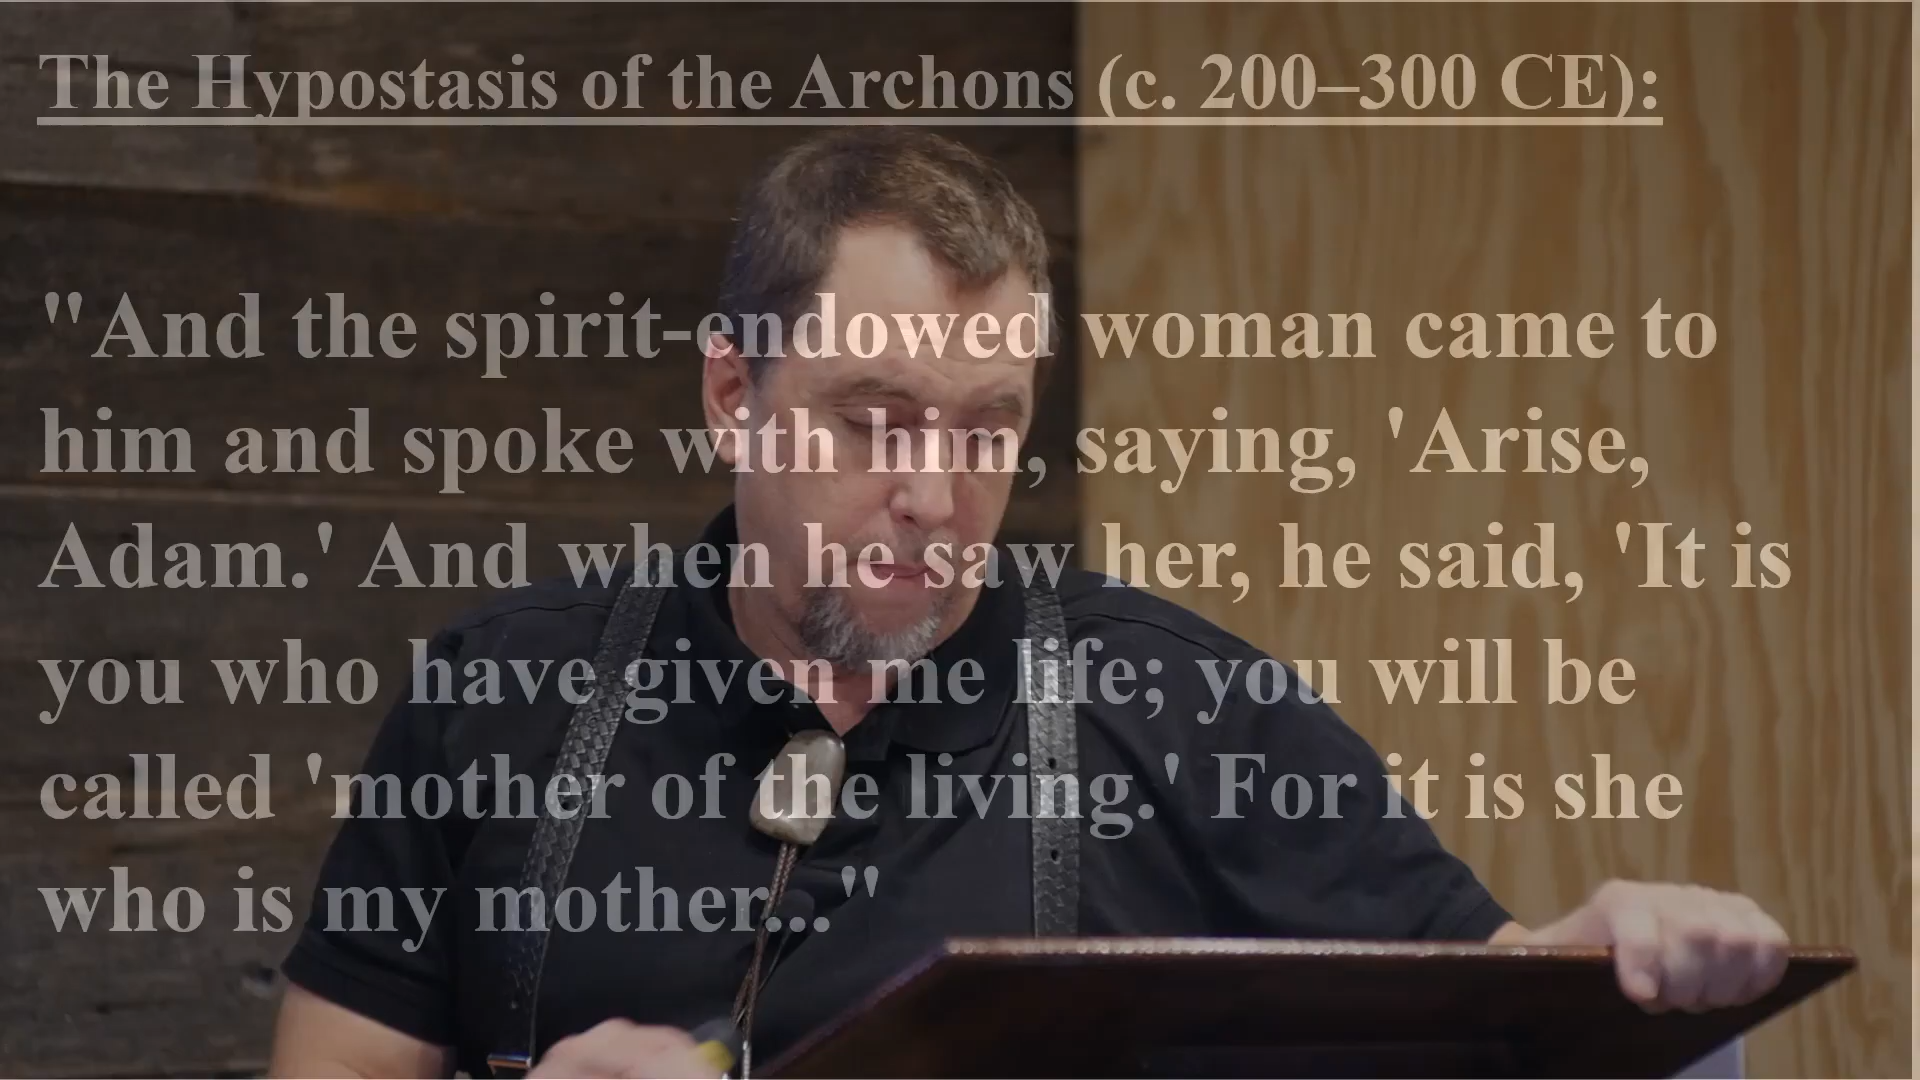 The Hypostasis of the Archons (c. 200–300 CE):
"And the spirit-endowed woman came to
him and spoke with him, saying, 'Arise,
Adam.' And when he saw her, he said, 'It is
you who have given me life; you will be
called 'mother of the living.' For it is she
who is my mother..."